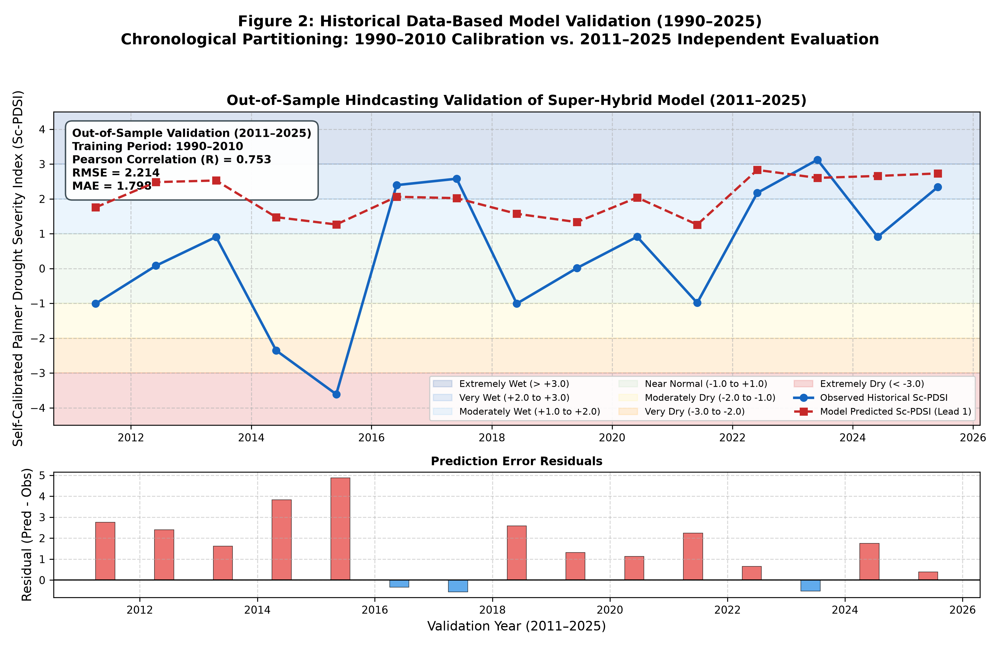 Figure 2: Historical Data-Based Model Validation (1990–2025)
Chronological Partitioning: 1990–2010 Calibration vs. 2011–2025 Independent Evaluation
Out-of-Sample Hindcasting Validation of Super-Hybrid Model (2011–2025)
Self-Calibrated Palmer Drought Severity Index (Sc-PDSI)
4
3
2
1
0
−1
−2
−3
−4
Out-of-Sample Validation (2011–2025)
Training Period: 1990–2010
Pearson Correlation (R) = 0.753
RMSE = 2.214
MAE = 1.798
Extremely Wet (> +3.0)
Very Wet (+2.0 to +3.0)
Moderately Wet (+1.0 to +2.0)
Near Normal (-1.0 to +1.0)
Moderately Dry (-2.0 to -1.0)
Very Dry (-3.0 to -2.0)
Extremely Dry (< -3.0)
Observed Historical Sc-PDSI
Model Predicted Sc-PDSI (Lead 1)
2012 2014 2016 2018 2020 2022 2024 2026
Prediction Error Residuals
Residual (Pred - Obs)
5
4
3
2
1
0
2012 2014 2016 2018 2020 2022 2024 2026
Validation Year (2011–2025)